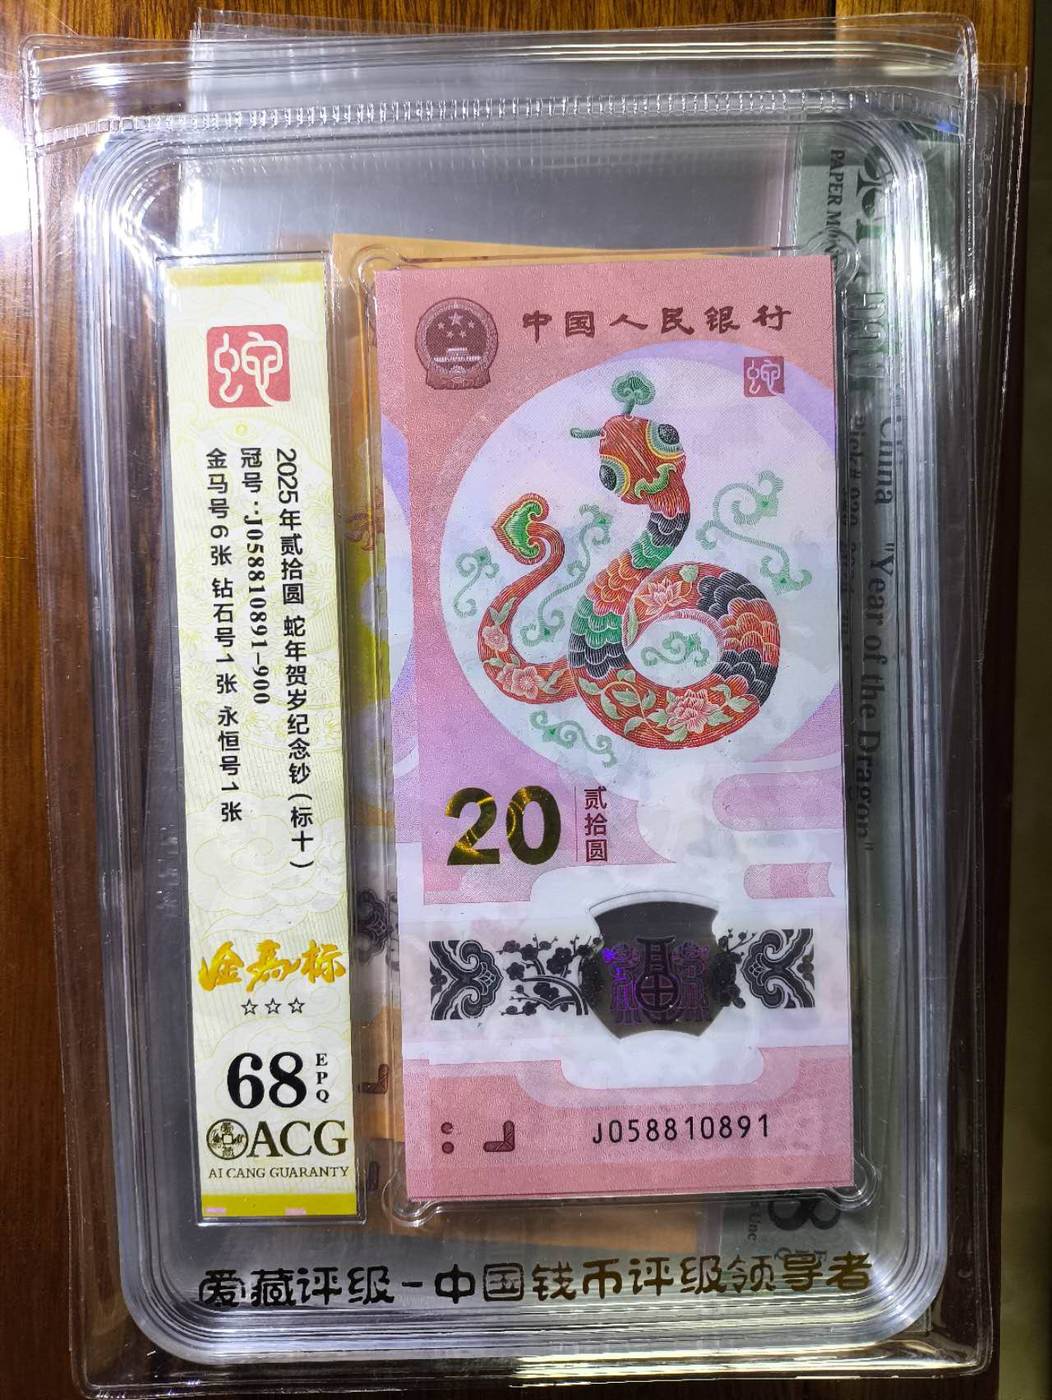 蛇
2025年贰拾圆 蛇年贺岁纪念钞(标十)
冠号:J058810891-900
金马号6张 钻石号1张 永恒号1张
金马标
☆☆☆
68 EPQ
ACG
AI CANG GUARANTY
中国人民银行
蛇
20 贰拾圆
J058810891
爱藏评级-中国钱币评级领导者
PAPER M
China "Year of the Dragon"